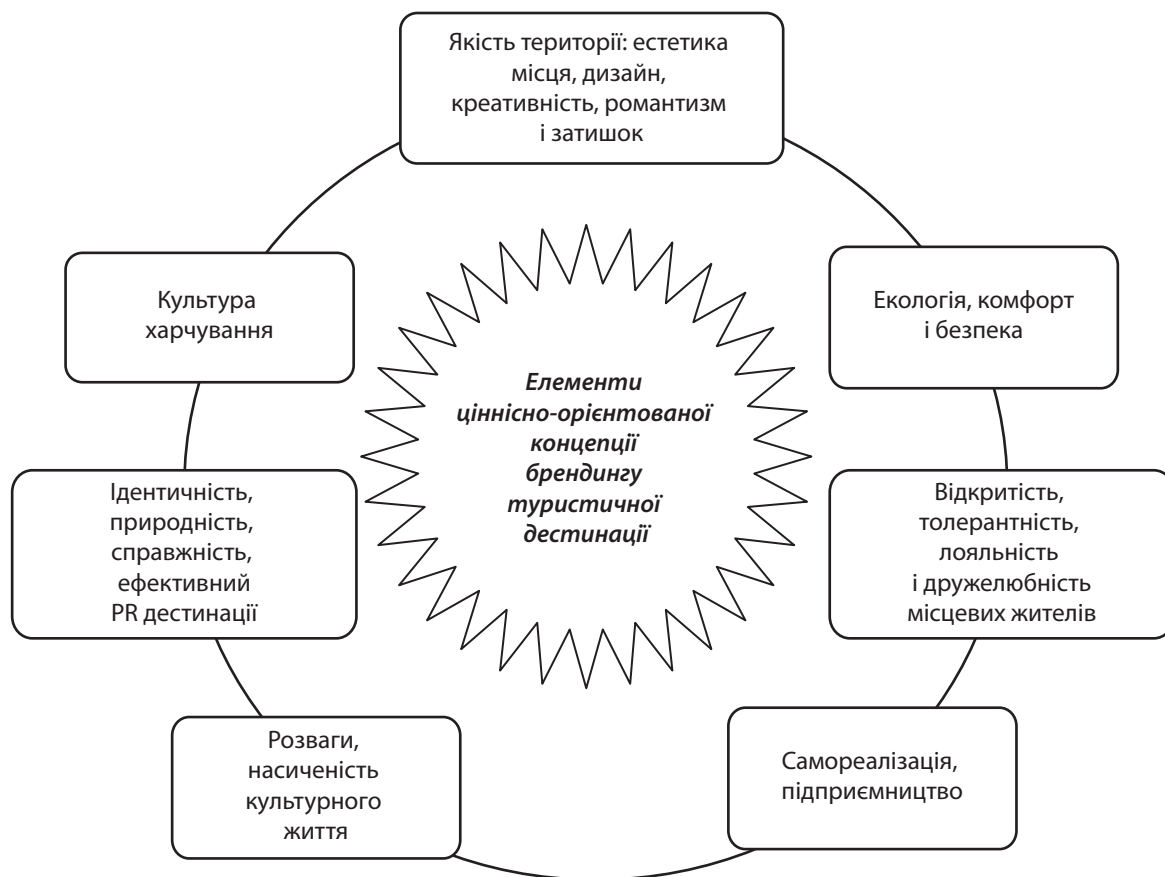 Якість території: естетика
місця, дизайн,
креативність, романтизм
і затишок
Культура
харчування
Екологія, комфорт
і безпека
Елементи
ціннісно-орієнтованої
концепції
брендингу
туристичної
дестинації
Ідентичність,
природність,
справжність,
ефективний
PR дестинації
Відкритість,
толерантність,
лояльність
і дружелюбність
місцевих жителів
Розваги,
насиченість
культурного
життя
Самореалізація,
підприємництво